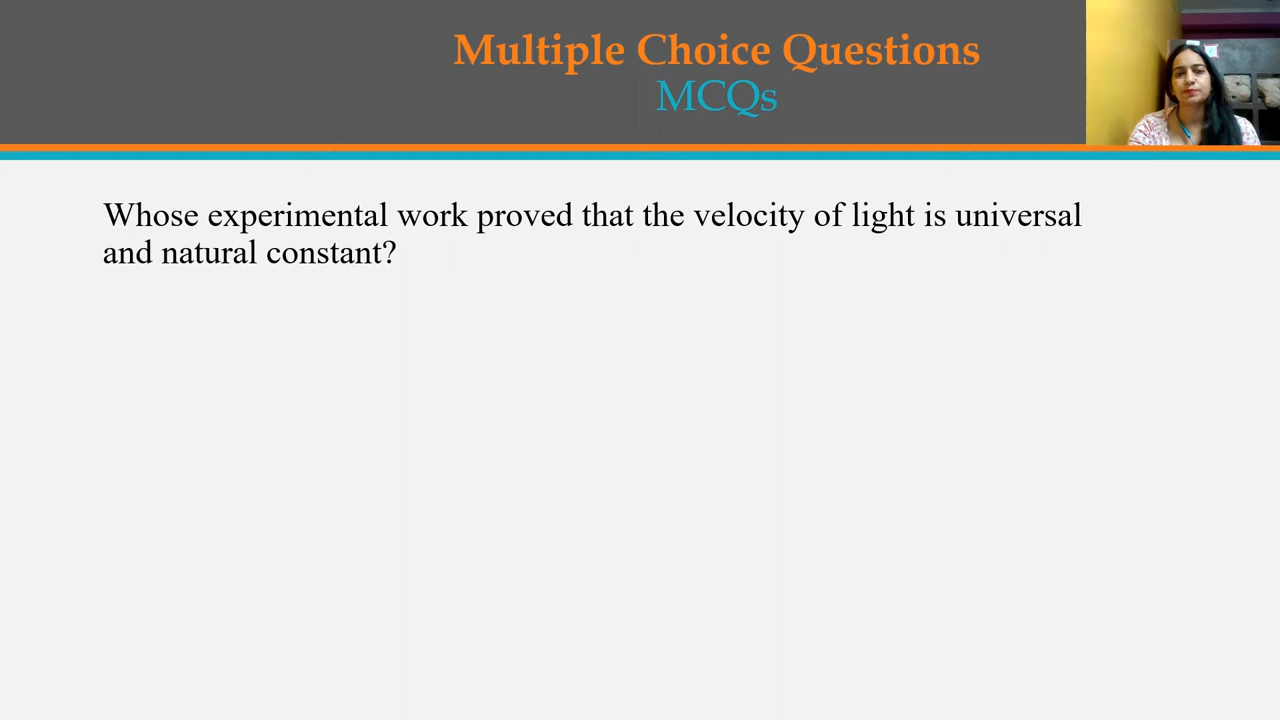 Multiple Choice Questions
MCQs
Whose experimental work proved that the velocity of light is universal
and natural constant?